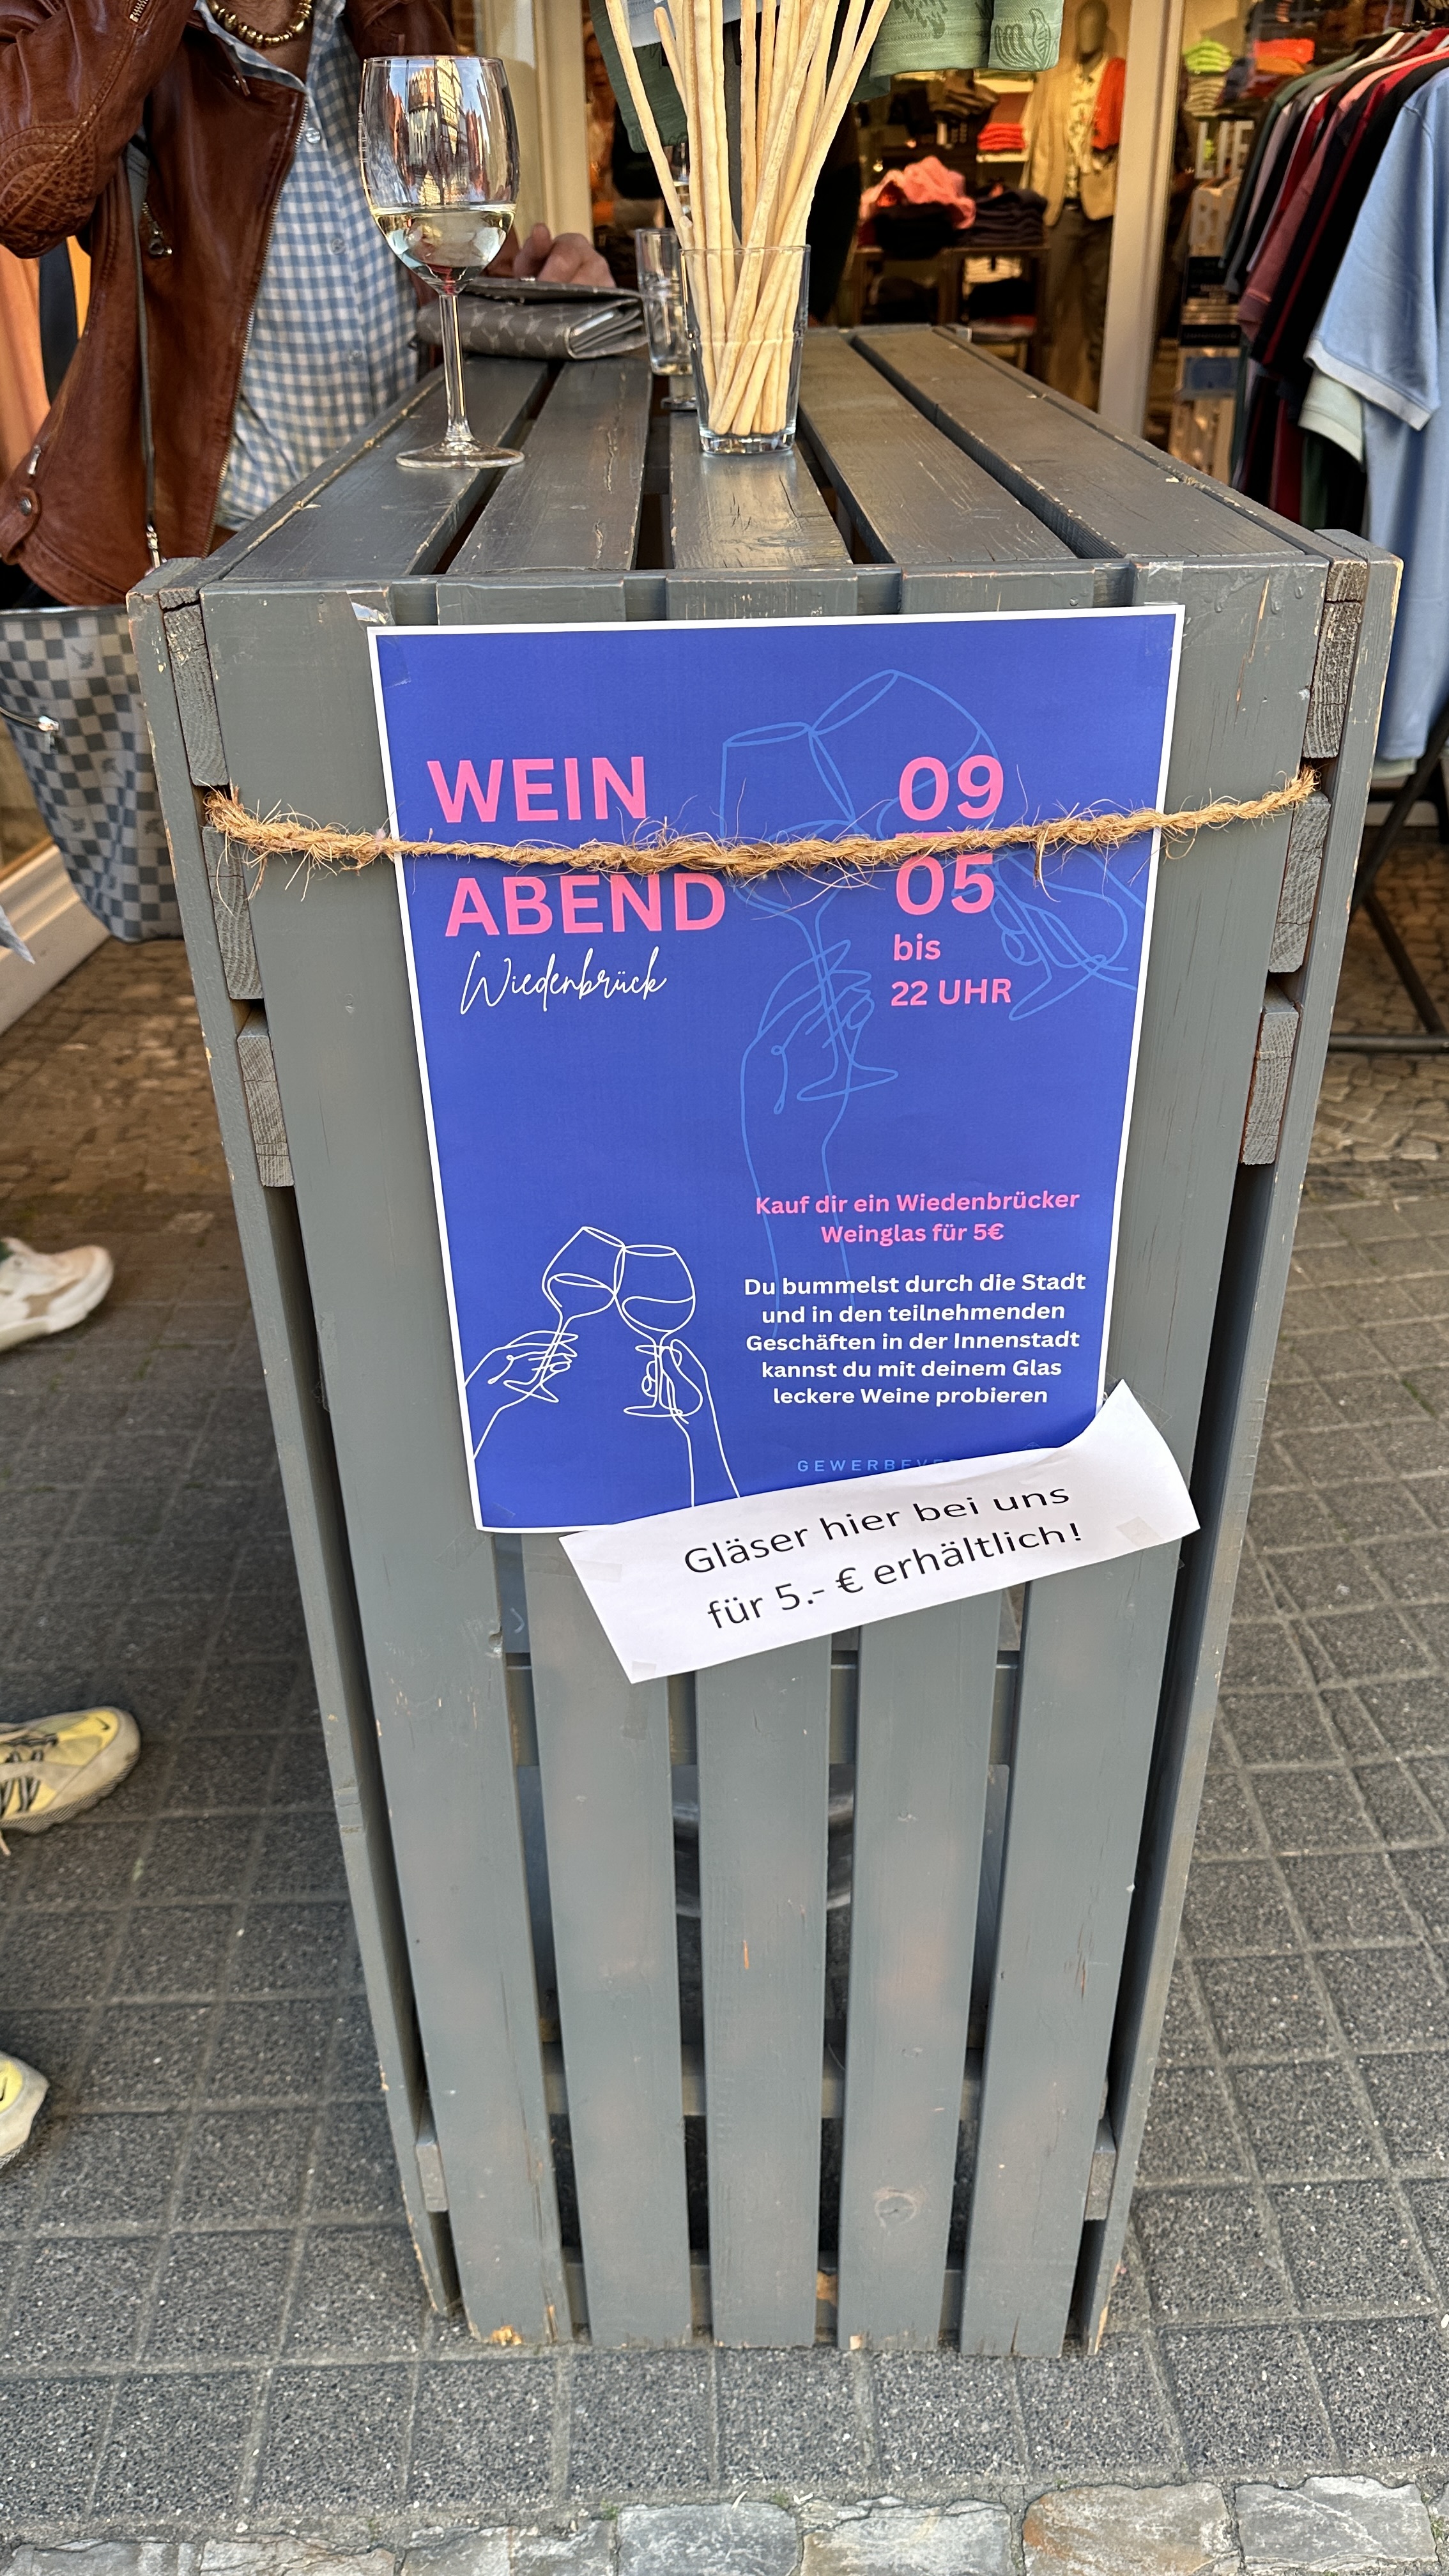 WEIN
ABEND
Wiedenbrück
09
05
bis
22 UHR
Kauf dir ein Wiedenbrücker
Weinglas für 5€
Du bummelst durch die Stadt
und in den teilnehmenden
Geschäften in der Innenstadt
kannst du mit deinem Glas
leckere Weine probieren
Gläser hier bei uns
für 5.- € erhältlich!